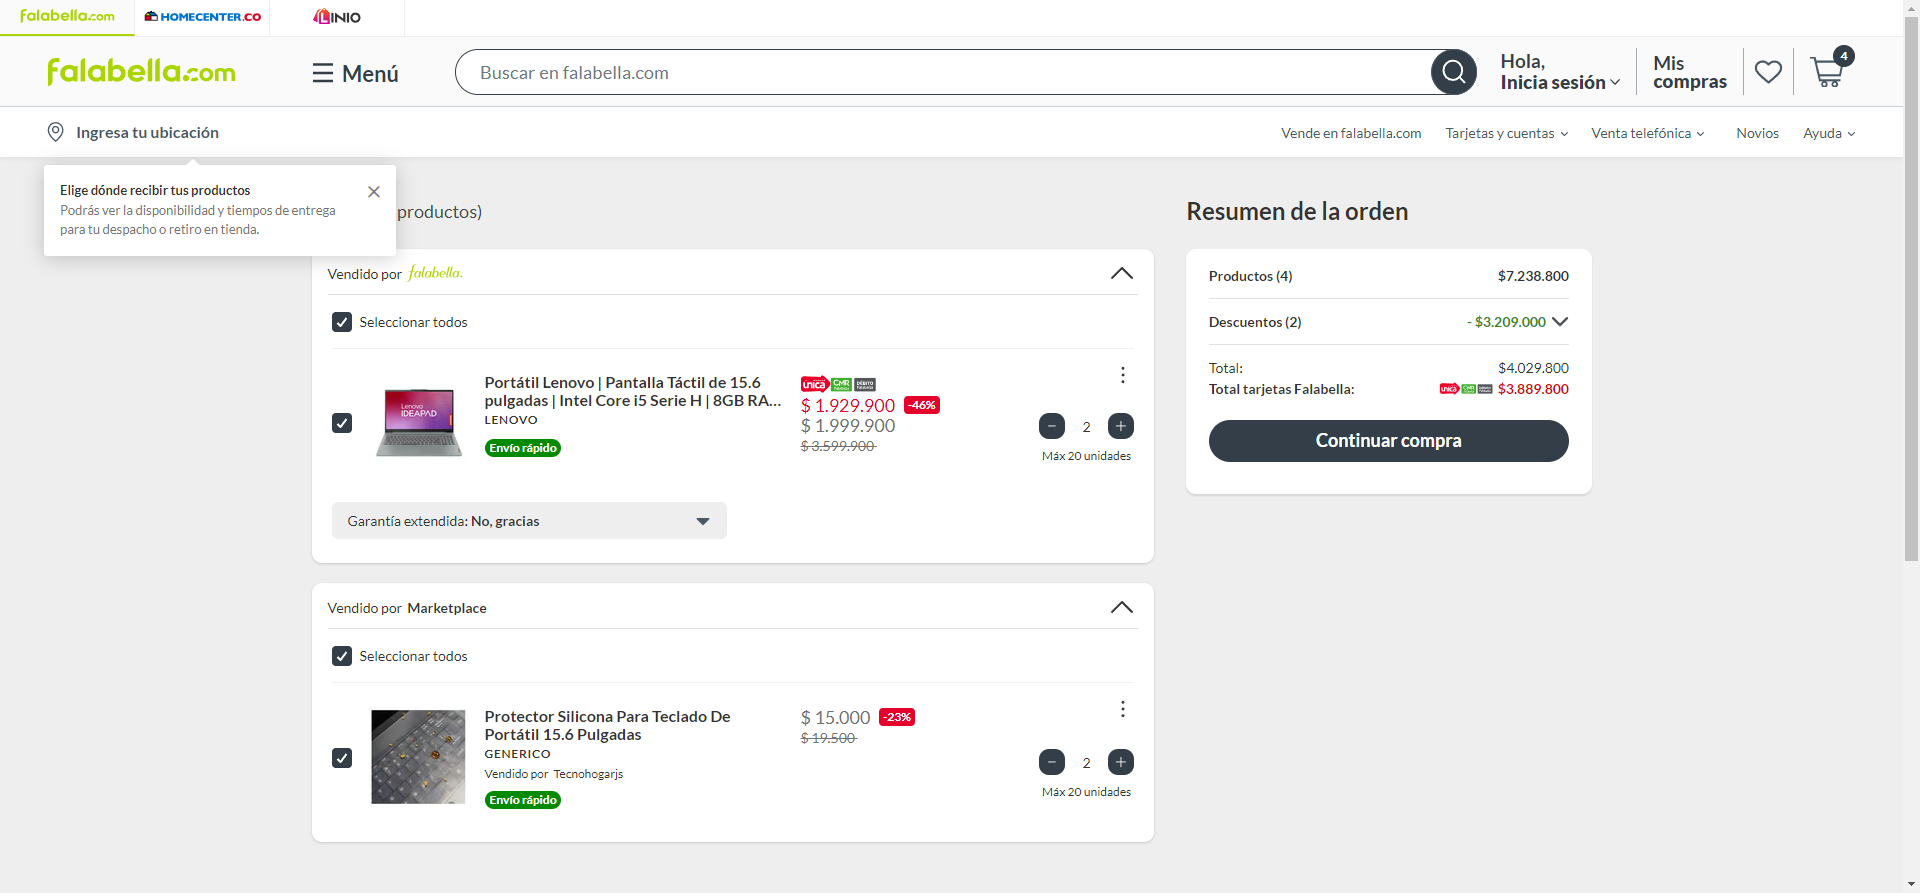 falabella.com
HOMECENTER.CO
LINIO
falabella.com
Menú
Buscar en falabella.com
Hola,
Inicia sesión
Mis
compras
4
Ingresa tu ubicación
Vende en falabella.com
Tarjetas y cuentas
Venta telefónica
Novios
Ayuda
Elige dónde recibir tus productos
Podrás ver la disponibilidad y tiempos de entrega
para tu despacho o retiro en tienda.
productos)
Vendido por falabella.
Seleccionar todos
Portátil Lenovo | Pantalla Táctil de 15.6
pulgadas | Intel Core i5 Serie H | 8GB RA...
LENOVO
Envío rápido
Lenovo
IDEAPAD
única CMR DÉBITO
$ 1.929.900 -46%
$ 1.999.900
$ 3.599.900
2
Máx 20 unidades
Garantía extendida: No, gracias
Vendido por Marketplace
Seleccionar todos
Protector Silicona Para Teclado De
Portátil 15.6 Pulgadas
GENERICO
Vendido por Tecnohogarjs
Envío rápido
$ 15.000 -23%
$ 19.500
2
Máx 20 unidades
Resumen de la orden
Productos (4) $7.238.800
Descuentos (2) - $3.209.000
Total: $4.029.800
Total tarjetas Falabella: única CMR $3.889.800
Continuar compra